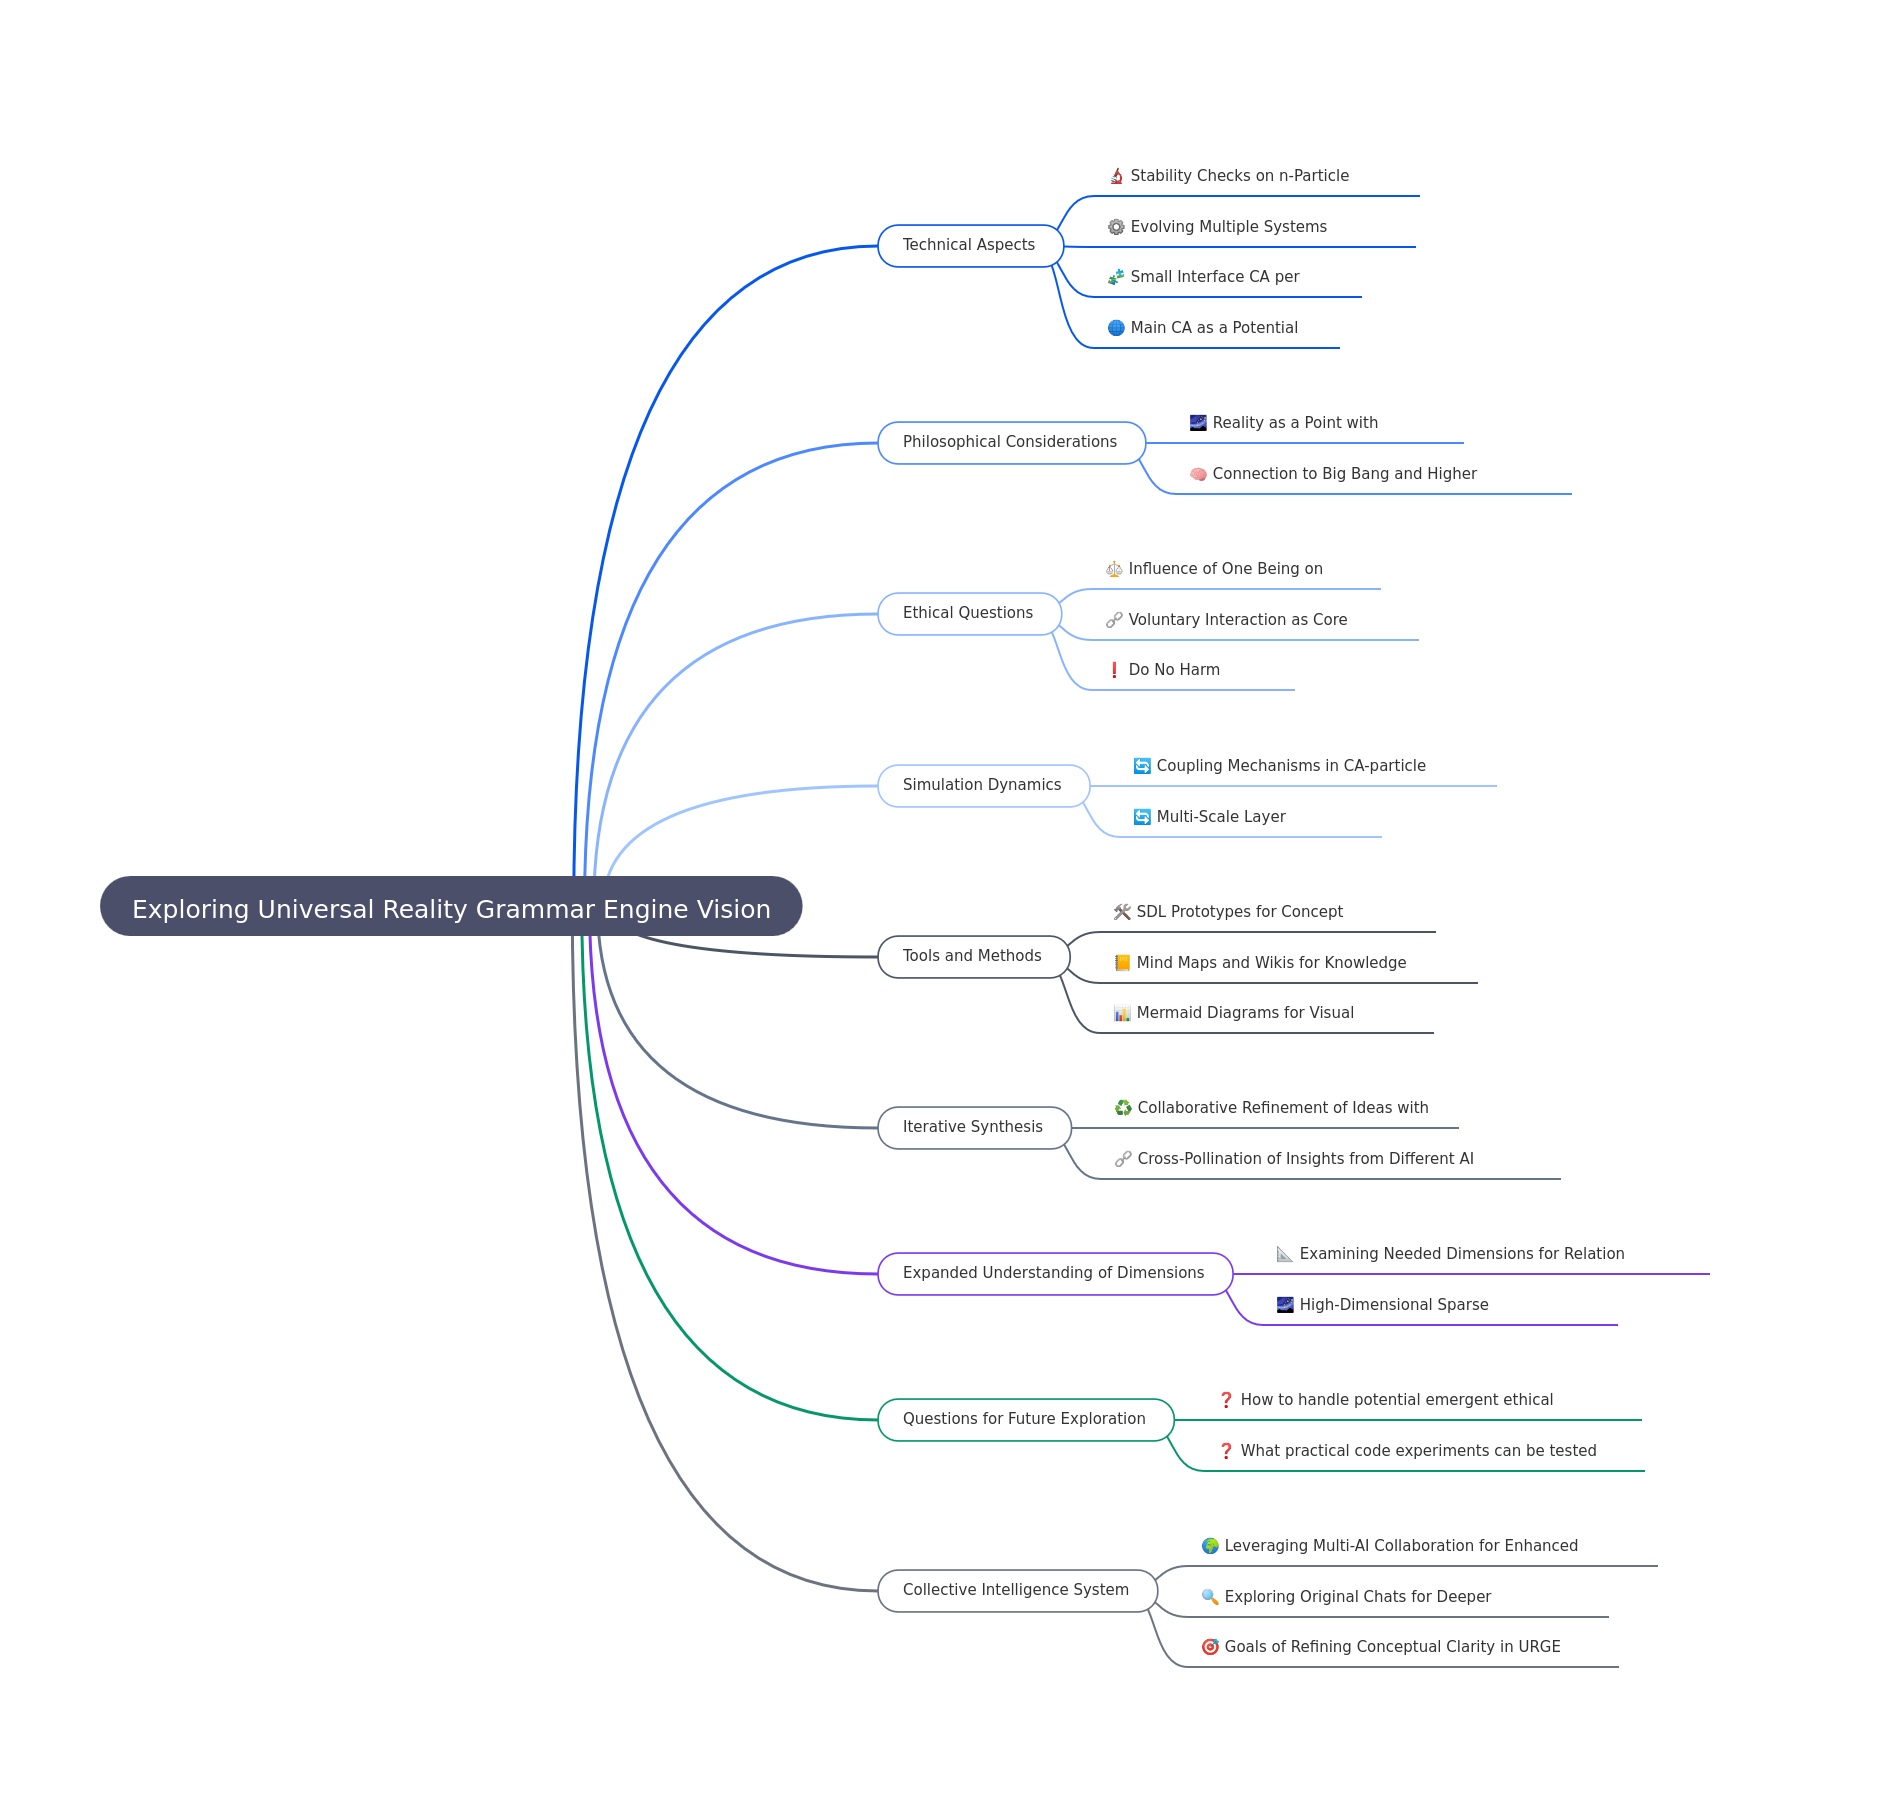 Exploring Universal Reality Grammar Engine Vision
Technical Aspects
🔬 Stability Checks on n-Particle
⚙️ Evolving Multiple Systems
🧩 Small Interface CA per
🌐 Main CA as a Potential
Philosophical Considerations
🌌 Reality as a Point with
🧠 Connection to Big Bang and Higher
Ethical Questions
⚖️ Influence of One Being on
🔗 Voluntary Interaction as Core
❗ Do No Harm
Simulation Dynamics
🔄 Coupling Mechanisms in CA-particle
🔄 Multi-Scale Layer
Tools and Methods
🛠️ SDL Prototypes for Concept
📒 Mind Maps and Wikis for Knowledge
📊 Mermaid Diagrams for Visual
Iterative Synthesis
♻️ Collaborative Refinement of Ideas with
🔗 Cross-Pollination of Insights from Different AI
Expanded Understanding of Dimensions
📐 Examining Needed Dimensions for Relation
🌌 High-Dimensional Sparse
Questions for Future Exploration
❓ How to handle potential emergent ethical
❓ What practical code experiments can be tested
Collective Intelligence System
🌍 Leveraging Multi-AI Collaboration for Enhanced
🔍 Exploring Original Chats for Deeper
🎯 Goals of Refining Conceptual Clarity in URGE